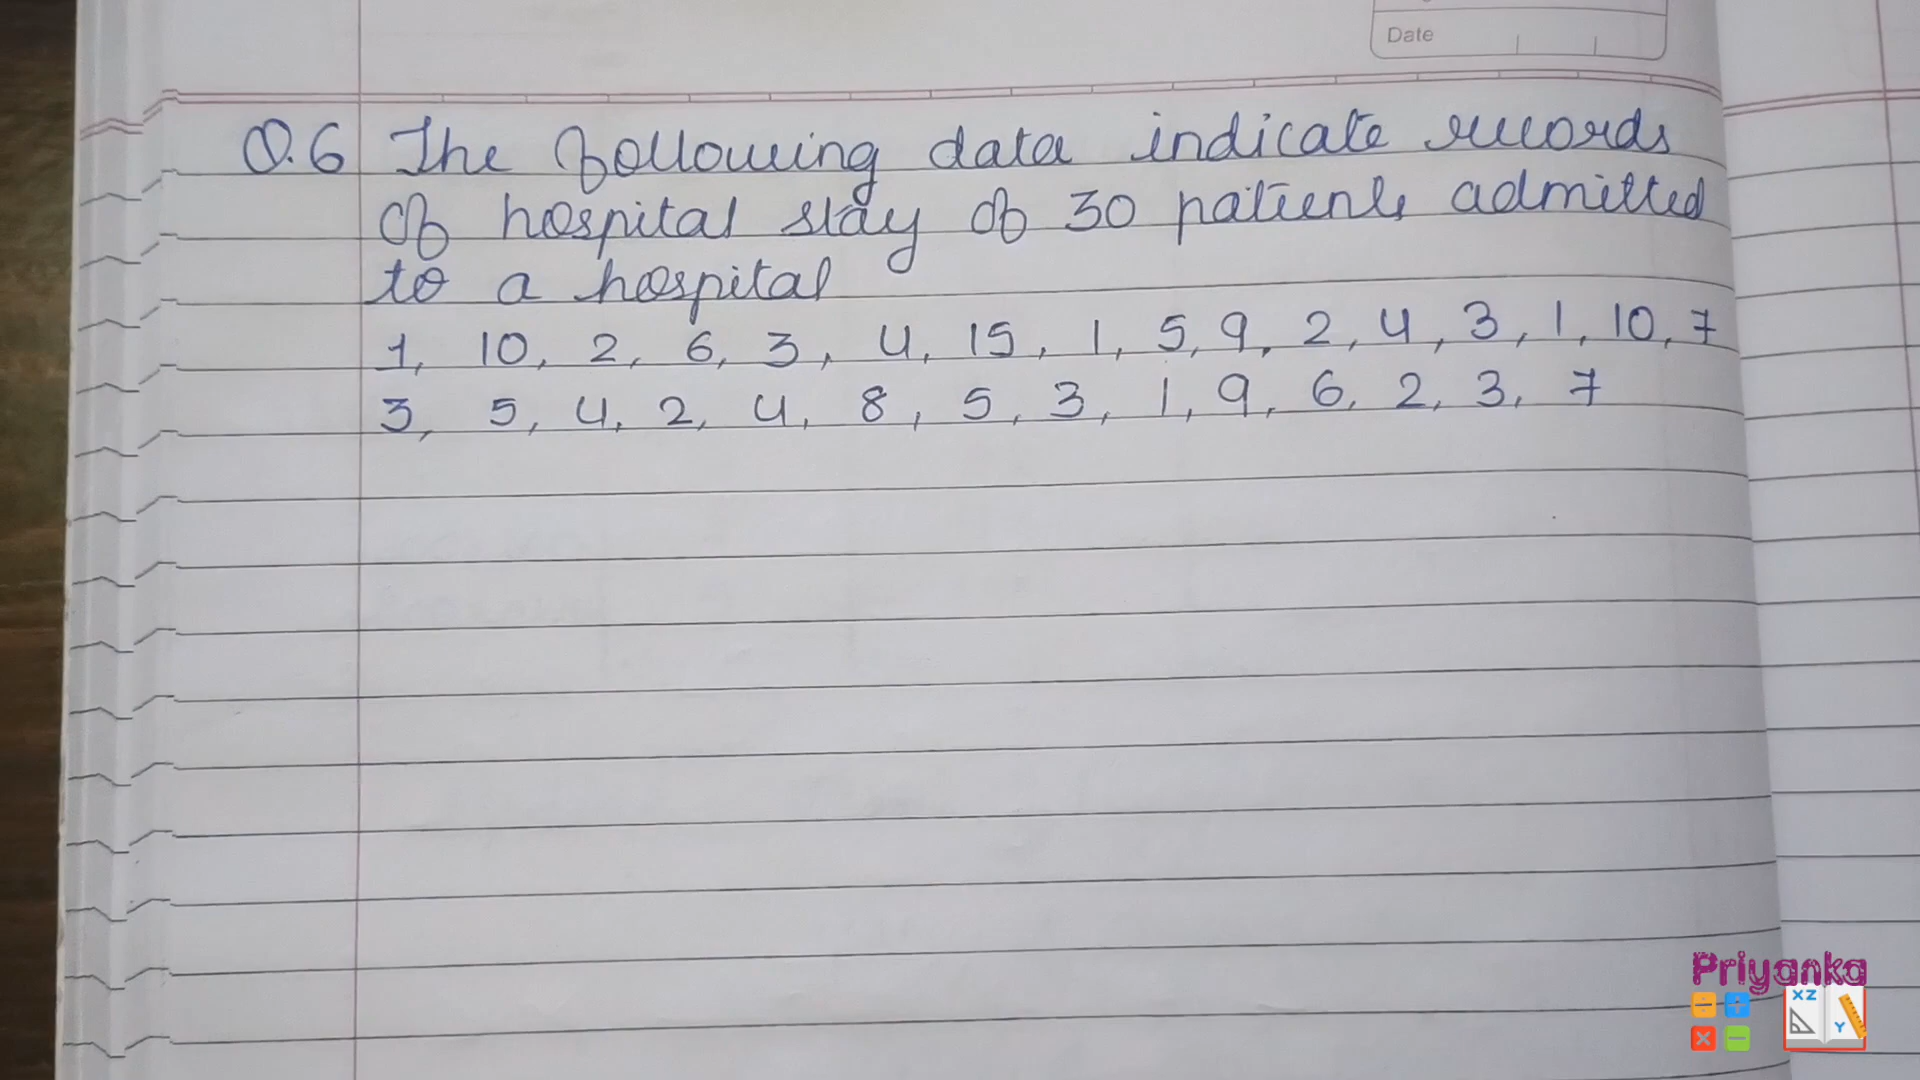 Date
Q.6 The following data indicate records
of hospital stay of 30 patients admitted
to a hospital
1, 10, 2, 6, 3, 4, 15, 1, 5, 9, 2, 4, 3, 1, 10, 7
3, 5, 4, 2, 4, 8, 5, 3, 1, 9, 6, 2, 3, 7
Priyanka
XZ
Y